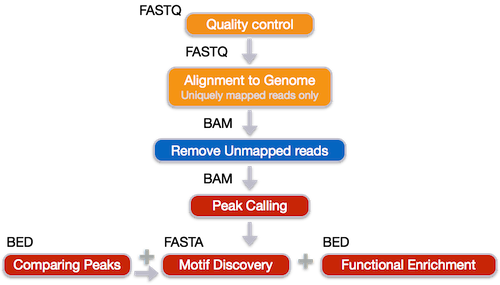 FASTQ
Quality control
FASTQ
Alignment to Genome
Uniquely mapped reads only
BAM
Remove Unmapped reads
BAM
Peak Calling
BED
FASTA
BED
Comparing Peaks
+
Motif Discovery
+
Functional Enrichment